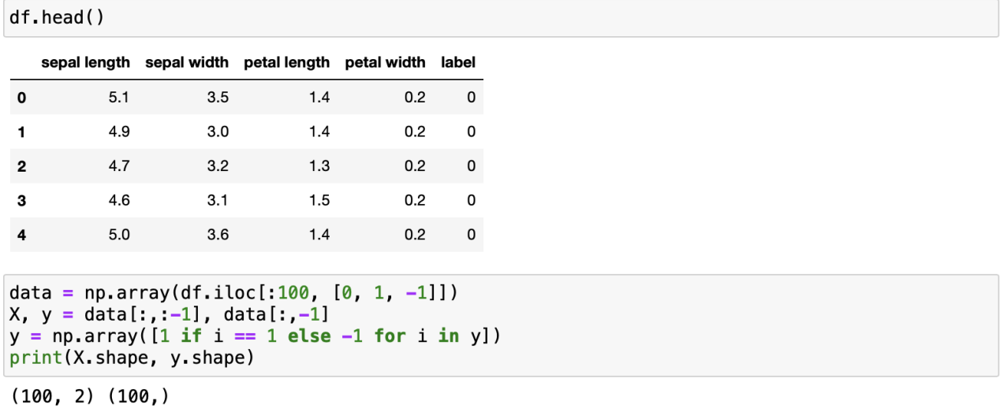 df.head()
sepal length sepal width petal length petal width label
0 5.1 3.5 1.4 0.2 0
1 4.9 3.0 1.4 0.2 0
2 4.7 3.2 1.3 0.2 0
3 4.6 3.1 1.5 0.2 0
4 5.0 3.6 1.4 0.2 0
data = np.array(df.iloc[:100, [0, 1, -1]])
X, y = data[:,:-1], data[:,-1]
y = np.array([1 if i == 1 else -1 for i in y])
print(X.shape, y.shape)
(100, 2) (100,)